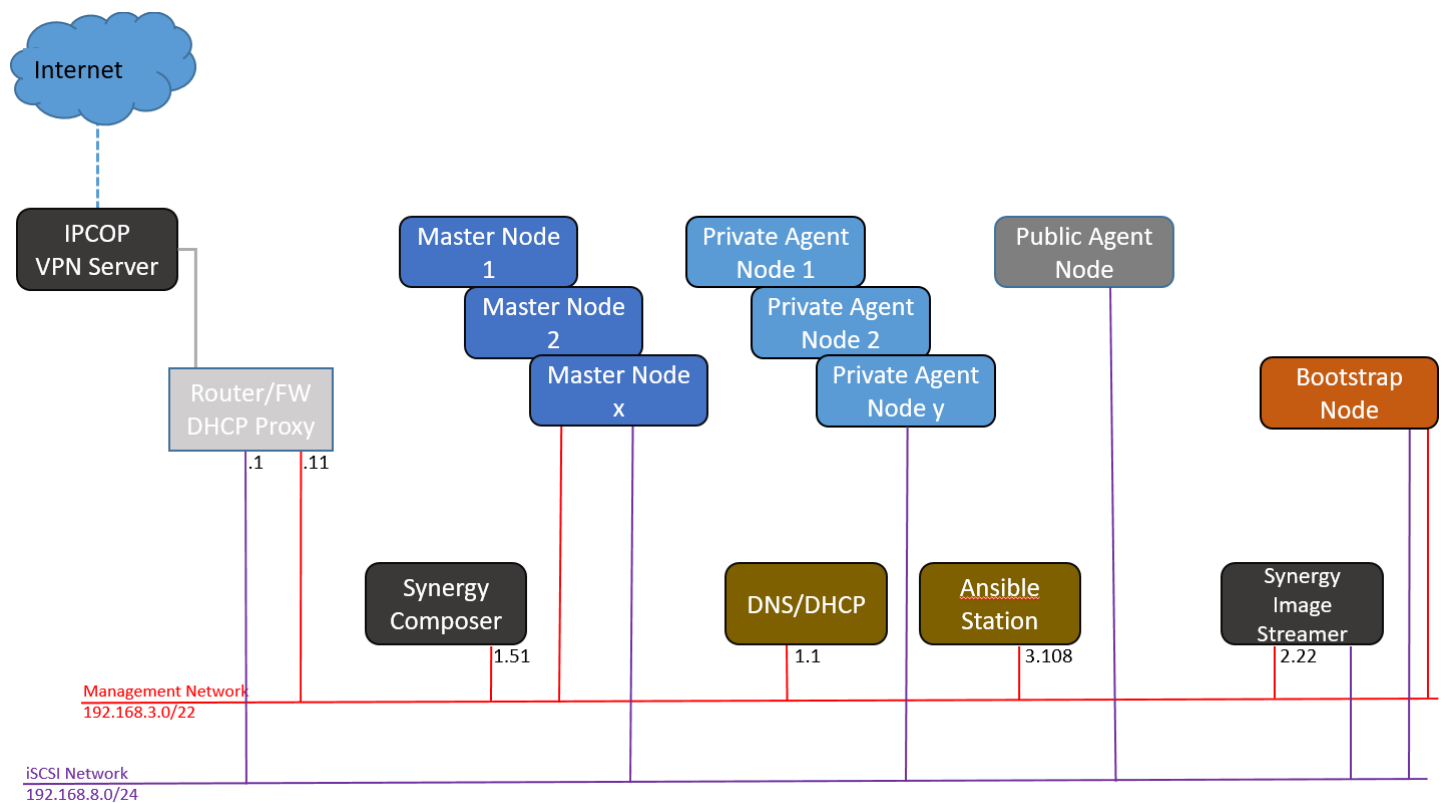 Internet
IPCOP
VPN Server
Master Node
1
Private Agent
Node 1
Public Agent
Node
Master Node
2
Private Agent
Node 2
Master Node
x
Private Agent
Node y
Bootstrap
Node
Router/FW
DHCP Proxy
.1
.11
Synergy
Composer
DNS/DHCP
Ansible
Station
Synergy
Image
Streamer
1.51
1.1
3.108
2.22
Management Network
192.168.3.0/22
iSCSI Network
192.168.8.0/24